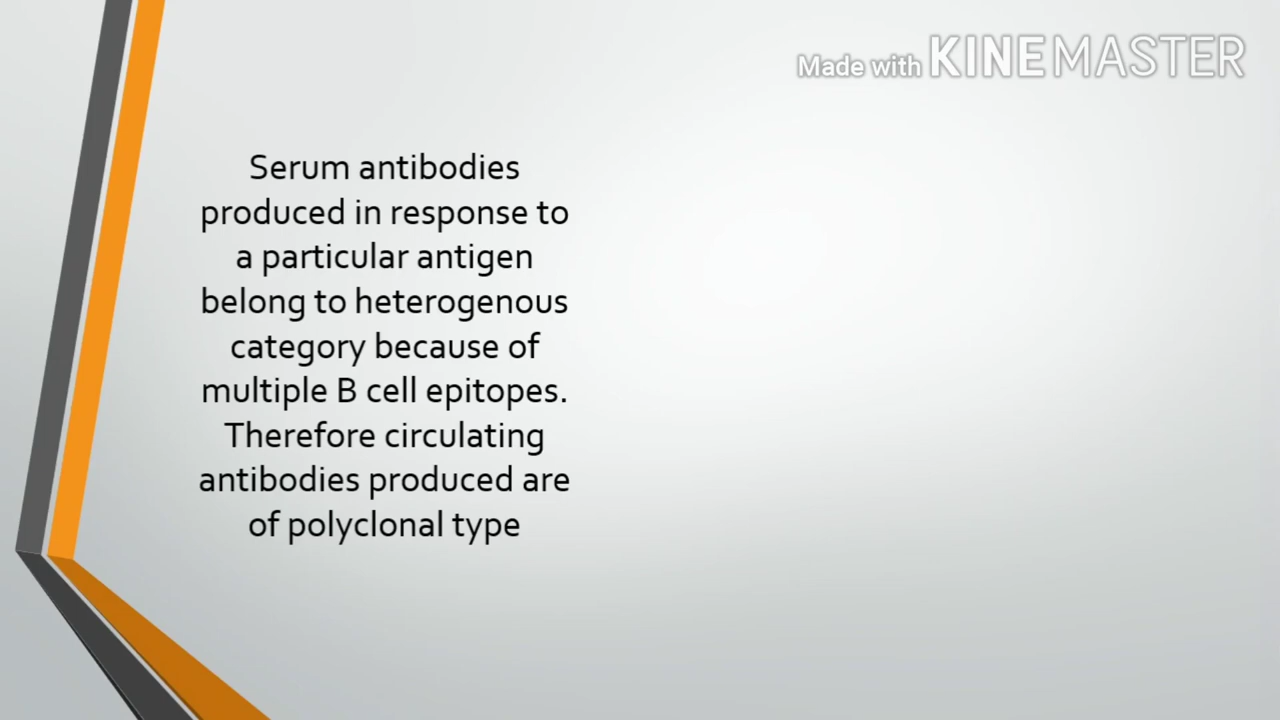 Made with KINEMASTER
Serum antibodies
produced in response to
a particular antigen
belong to heterogenous
category because of
multiple B cell epitopes.
Therefore circulating
antibodies produced are
of polyclonal type